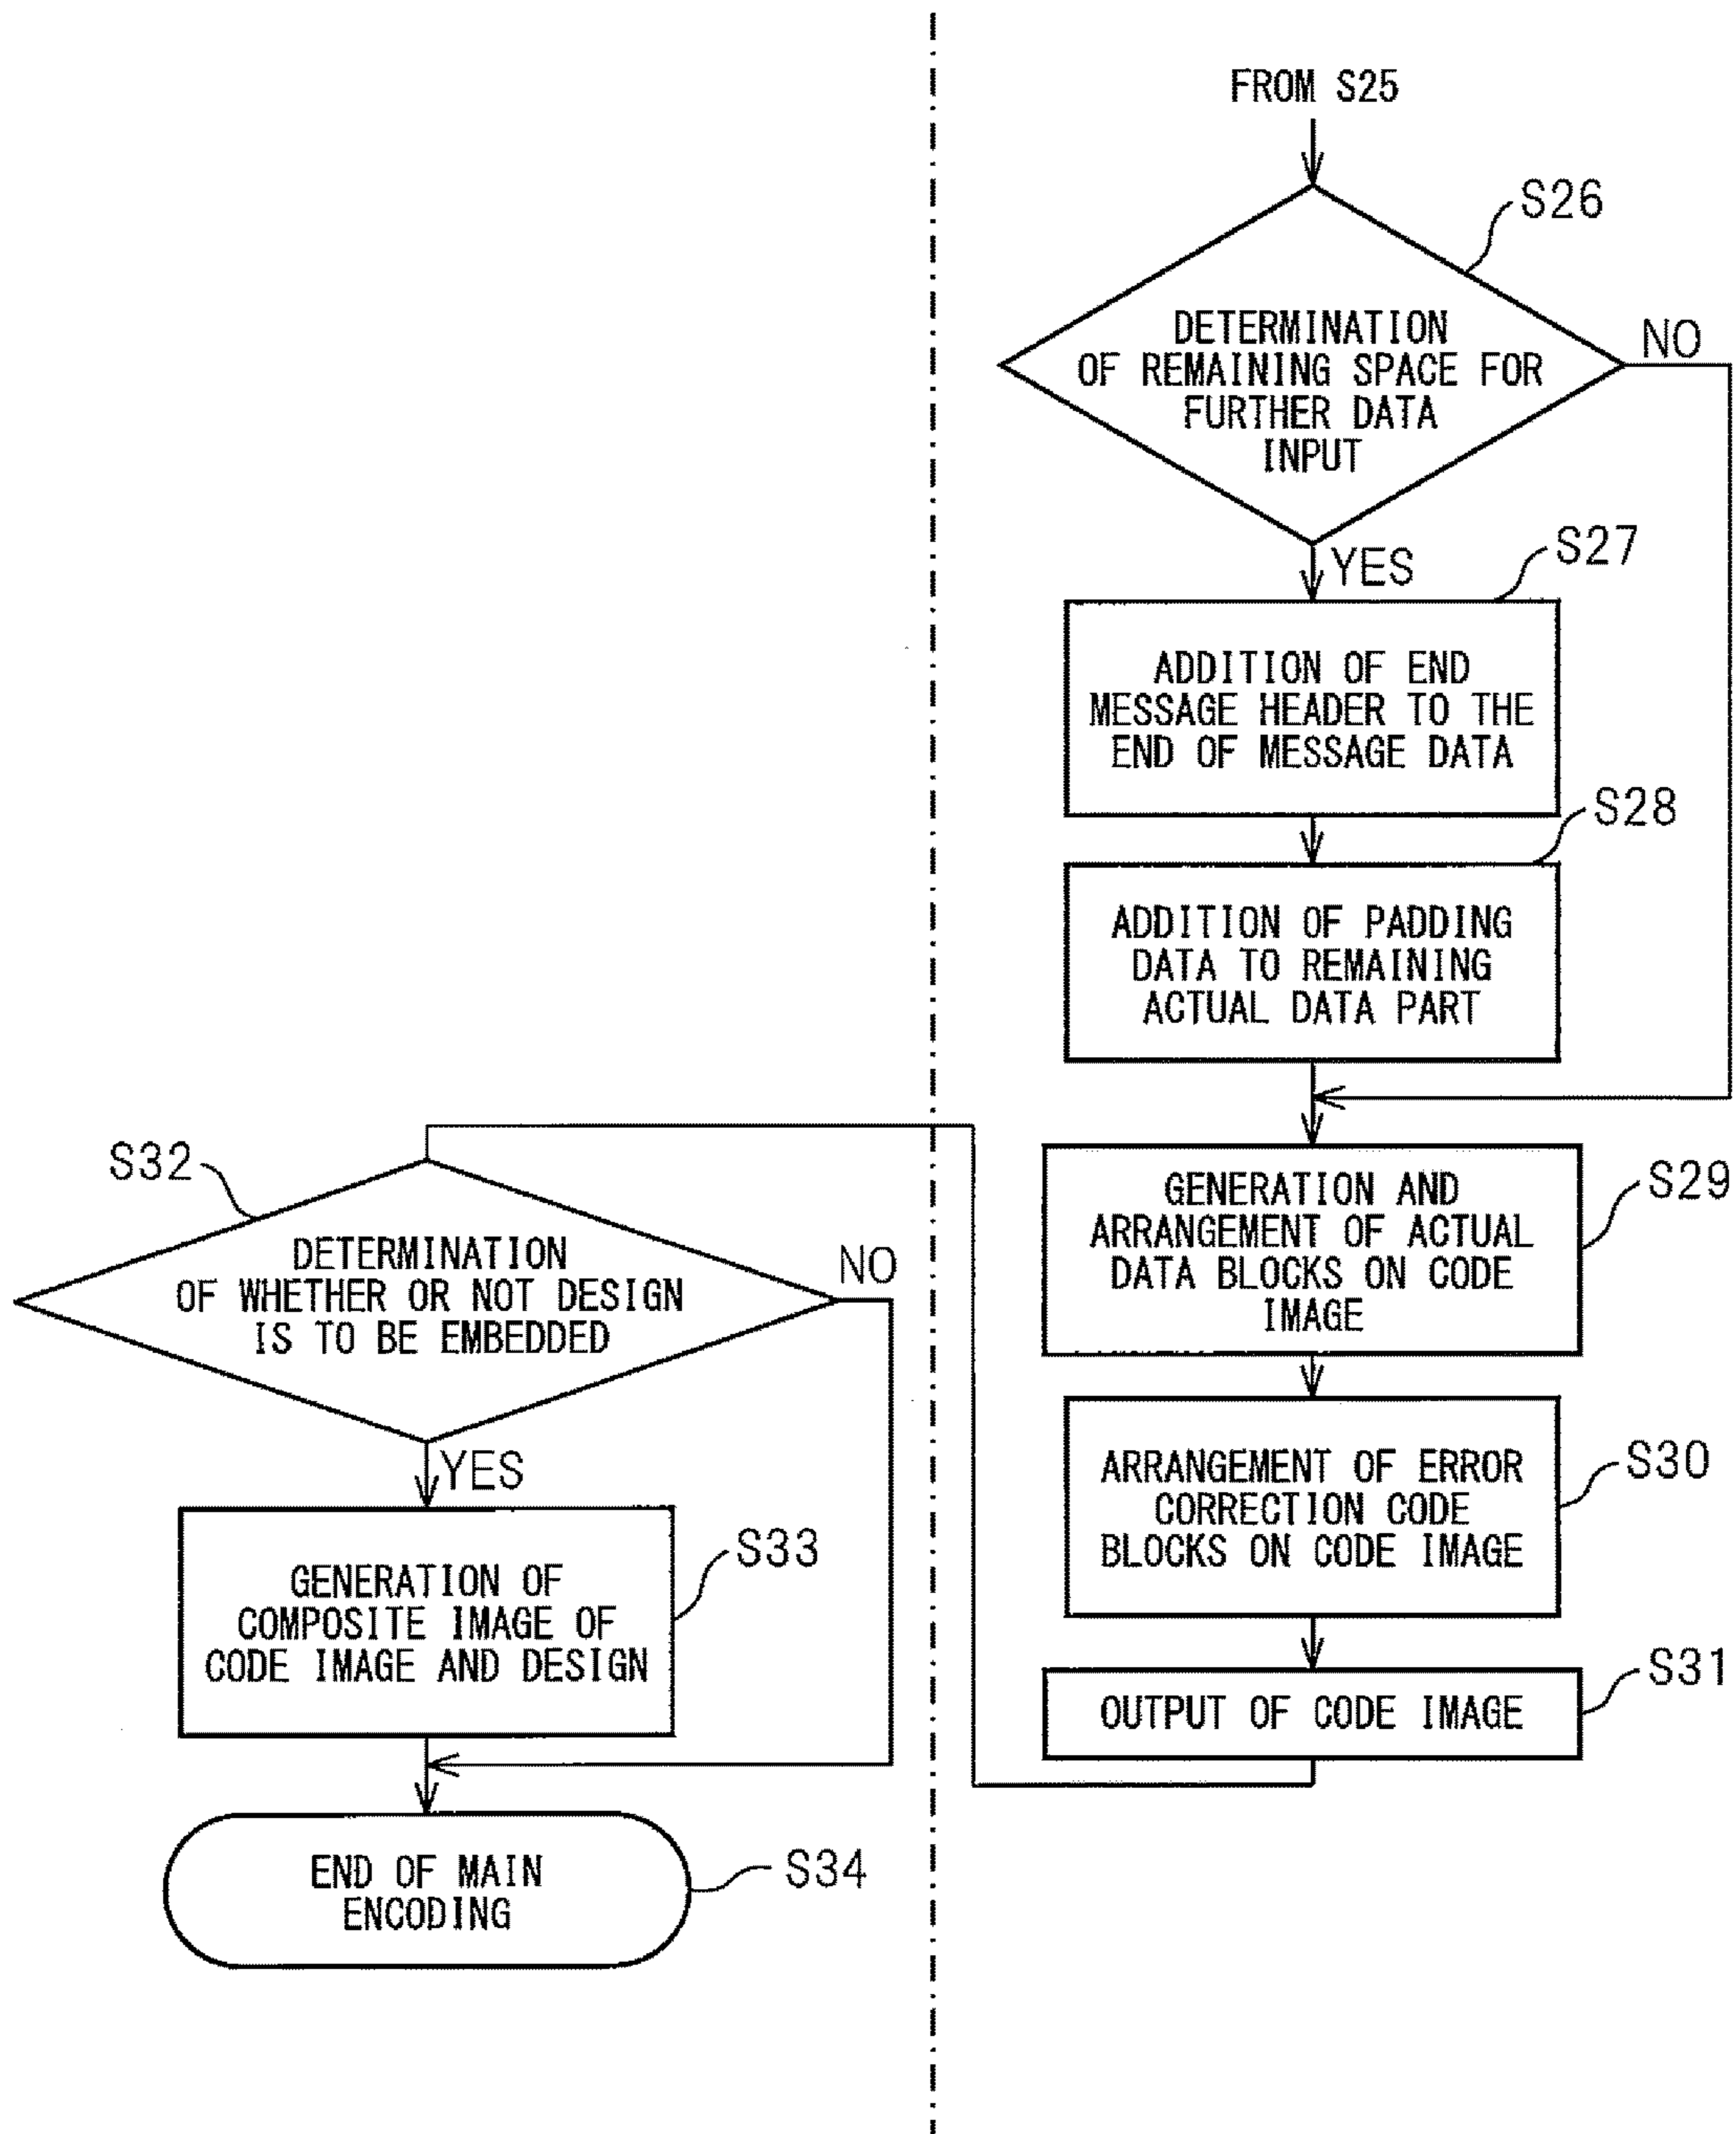 FROM S25
S26
DETERMINATION
OF REMAINING SPACE FOR
FURTHER DATA
INPUT
NO
YES
S27
ADDITION OF END
MESSAGE HEADER TO THE
END OF MESSAGE DATA
S28
ADDITION OF PADDING
DATA TO REMAINING
ACTUAL DATA PART
S29
GENERATION AND
ARRANGEMENT OF ACTUAL
DATA BLOCKS ON CODE
IMAGE
S30
ARRANGEMENT OF ERROR
CORRECTION CODE
BLOCKS ON CODE IMAGE
S31
OUTPUT OF CODE IMAGE
S32
DETERMINATION
OF WHETHER OR NOT DESIGN
IS TO BE EMBEDDED
NO
YES
S33
GENERATION OF
COMPOSITE IMAGE OF
CODE IMAGE AND DESIGN
END OF MAIN
ENCODING
S34